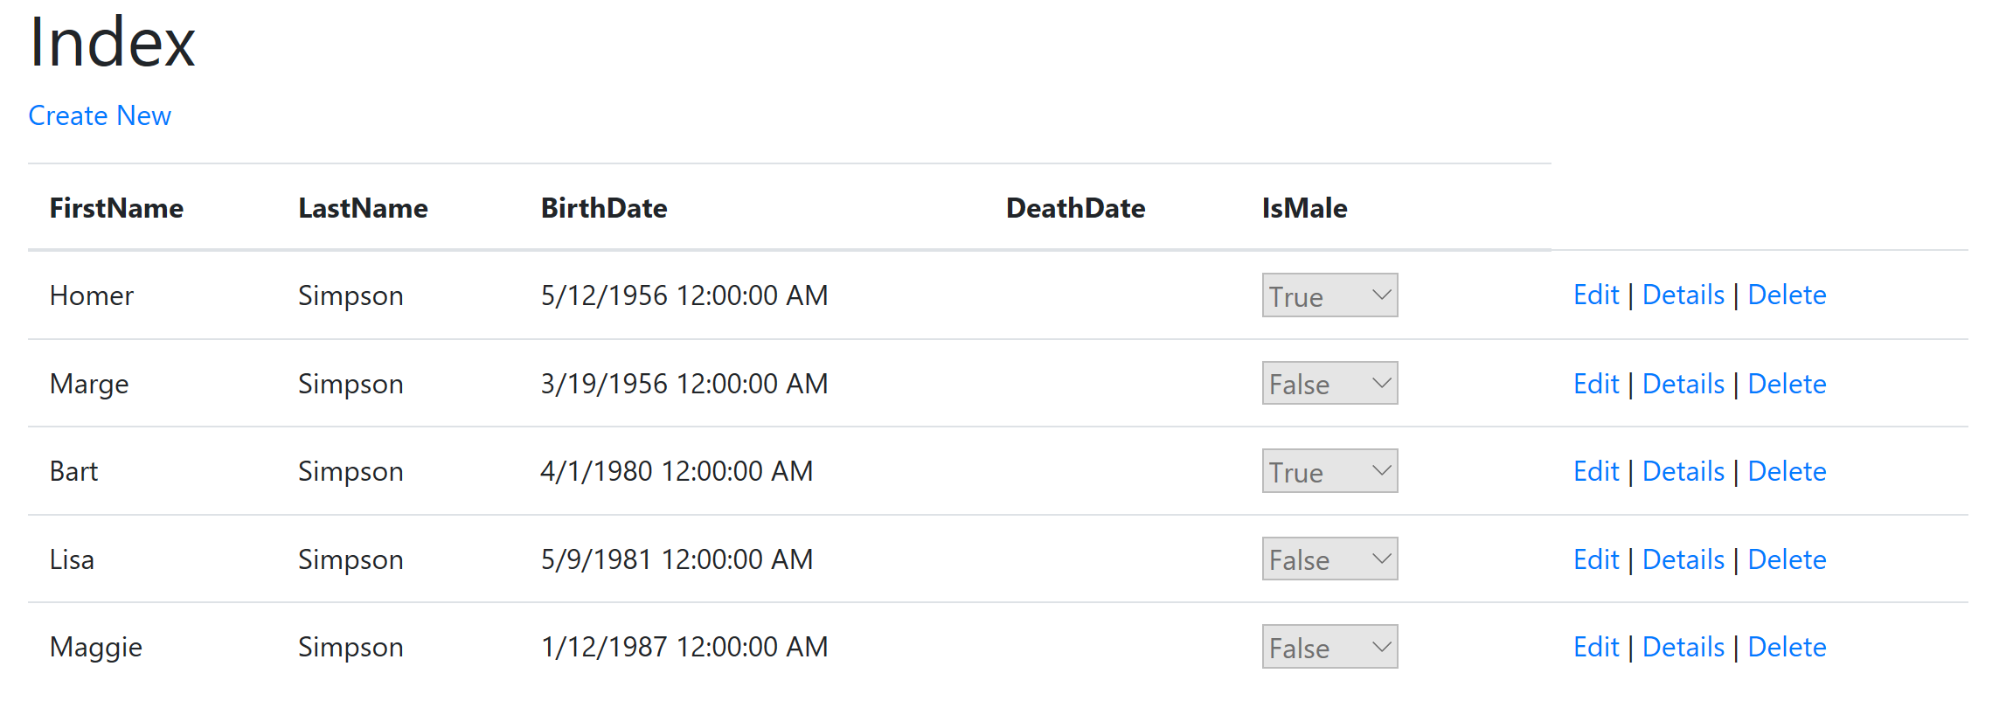 Index
Create New
FirstName LastName BirthDate DeathDate IsMale
Homer Simpson 5/12/1956 12:00:00 AM True Edit | Details | Delete
Marge Simpson 3/19/1956 12:00:00 AM False Edit | Details | Delete
Bart Simpson 4/1/1980 12:00:00 AM True Edit | Details | Delete
Lisa Simpson 5/9/1981 12:00:00 AM False Edit | Details | Delete
Maggie Simpson 1/12/1987 12:00:00 AM False Edit | Details | Delete